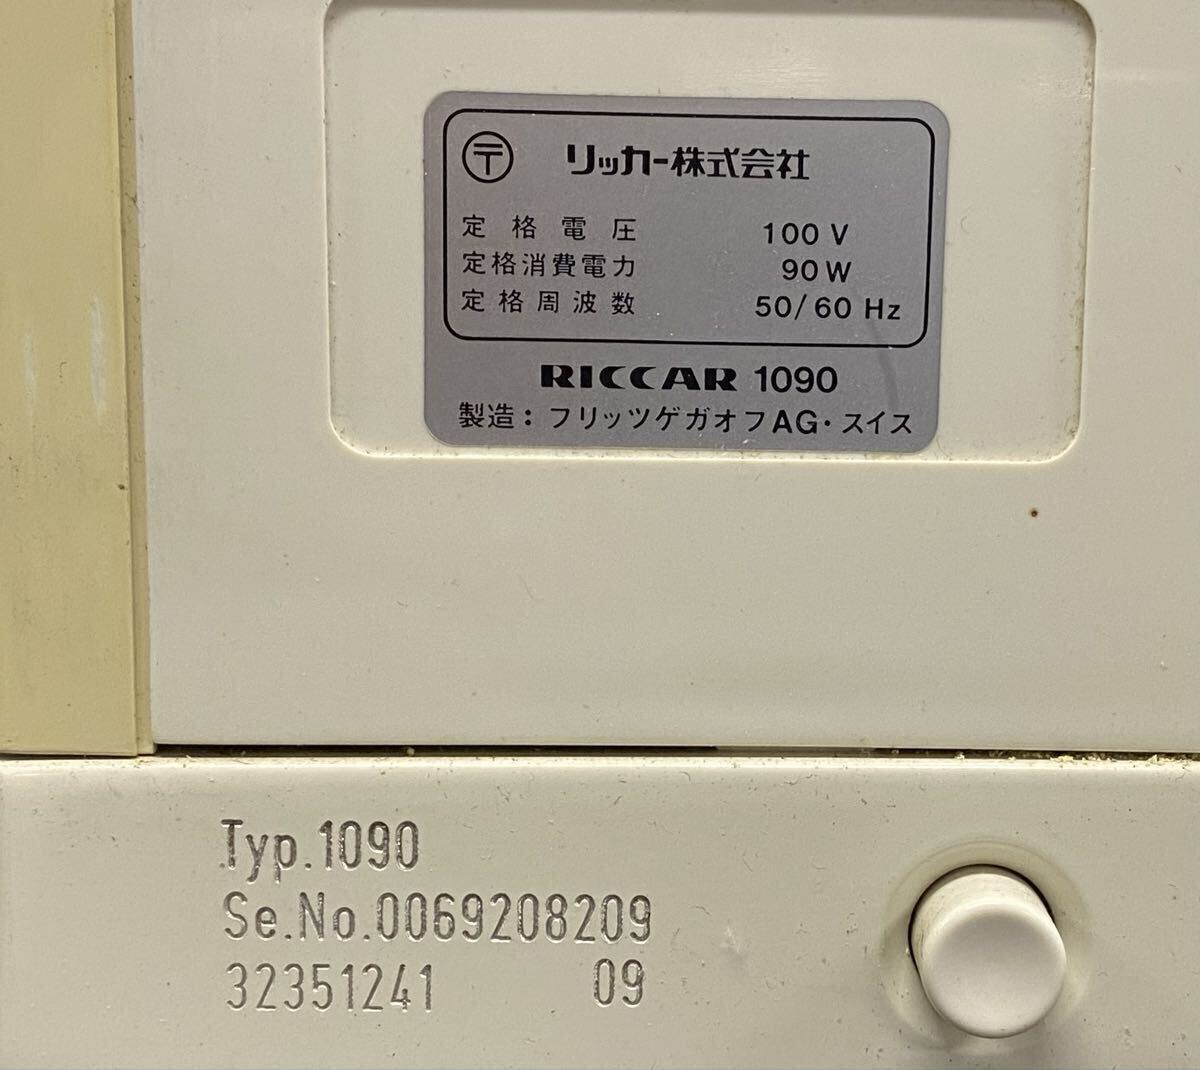 〒 リッカー株式会社
定格電圧 100 V
定格消費電力 90 W
定格周波数 50/60 Hz
RICCAR 1090
製造：フリッツゲガオフAG・スイス
Typ.1090
Se.No.0069208209
32351241 09